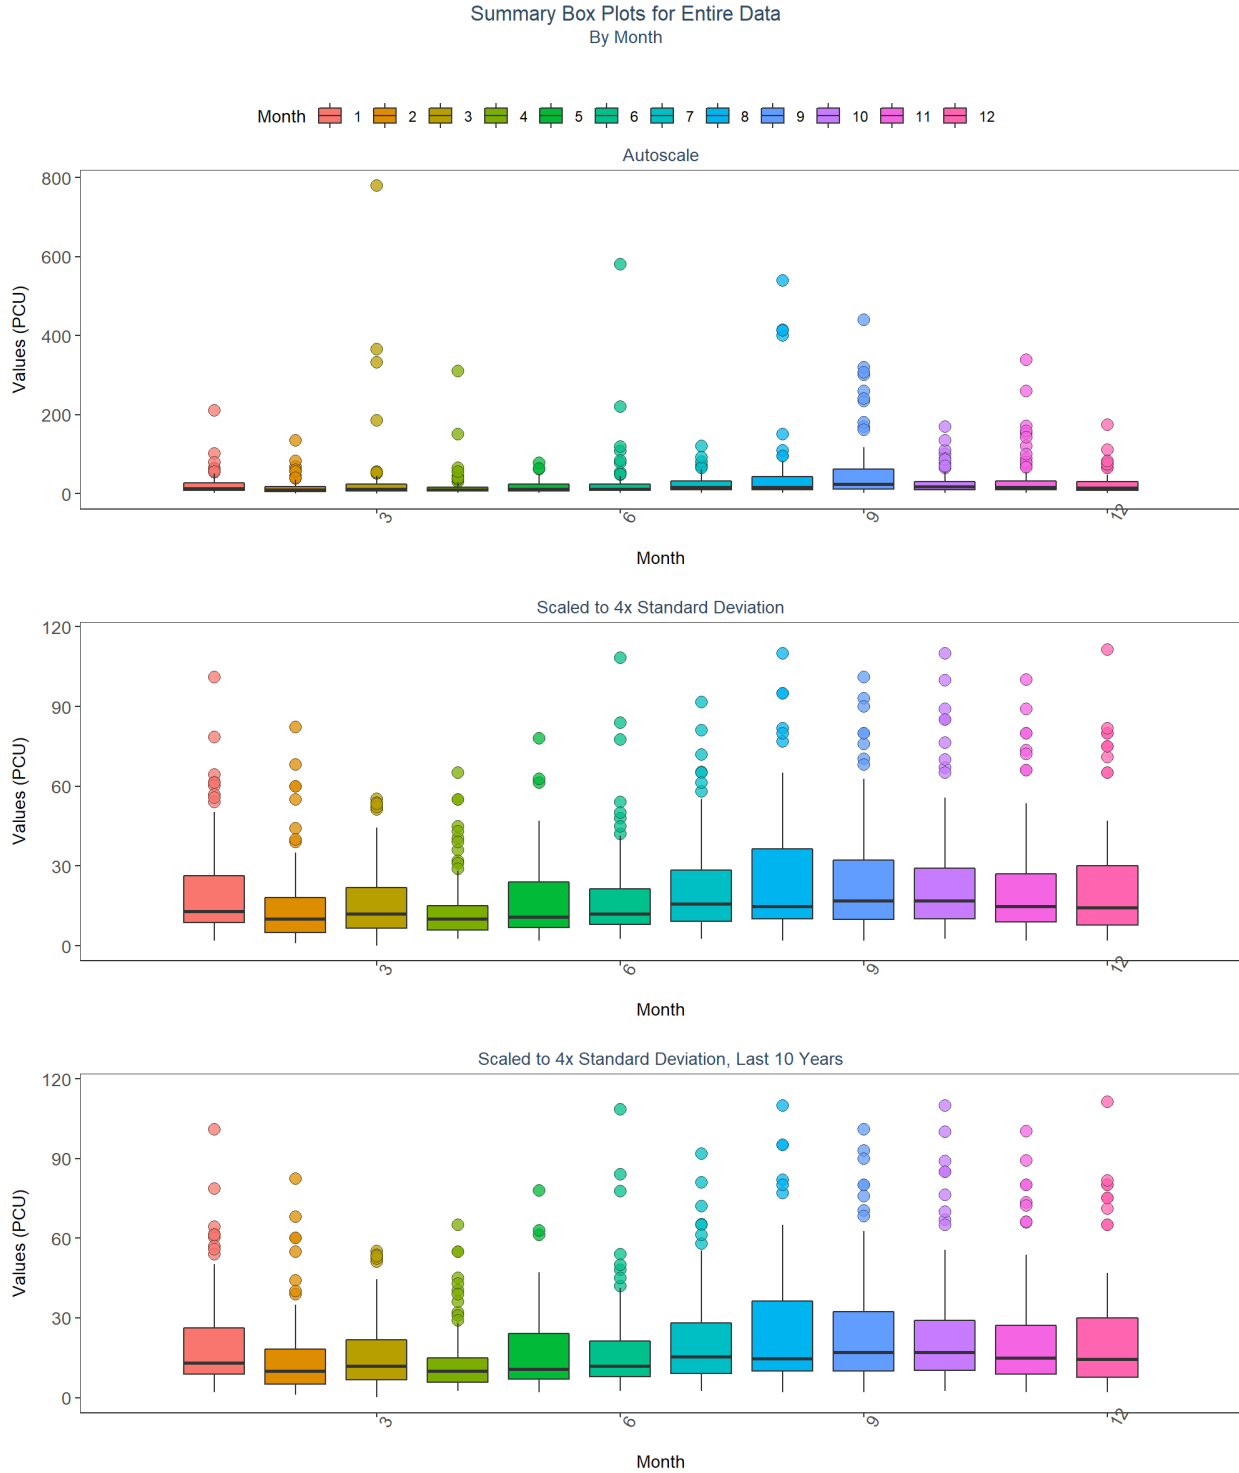 Summary Box Plots for Entire Data
By Month
Month 1 2 3 4 5 6 7 8 9 10 11 12
Autoscale
Values (PCU)
800
600
400
200
0
3 6 9 12
Month
Scaled to 4x Standard Deviation
Values (PCU)
120
90
60
30
0
3 6 9 12
Month
Scaled to 4x Standard Deviation, Last 10 Years
Values (PCU)
120
90
60
30
0
3 6 9 12
Month